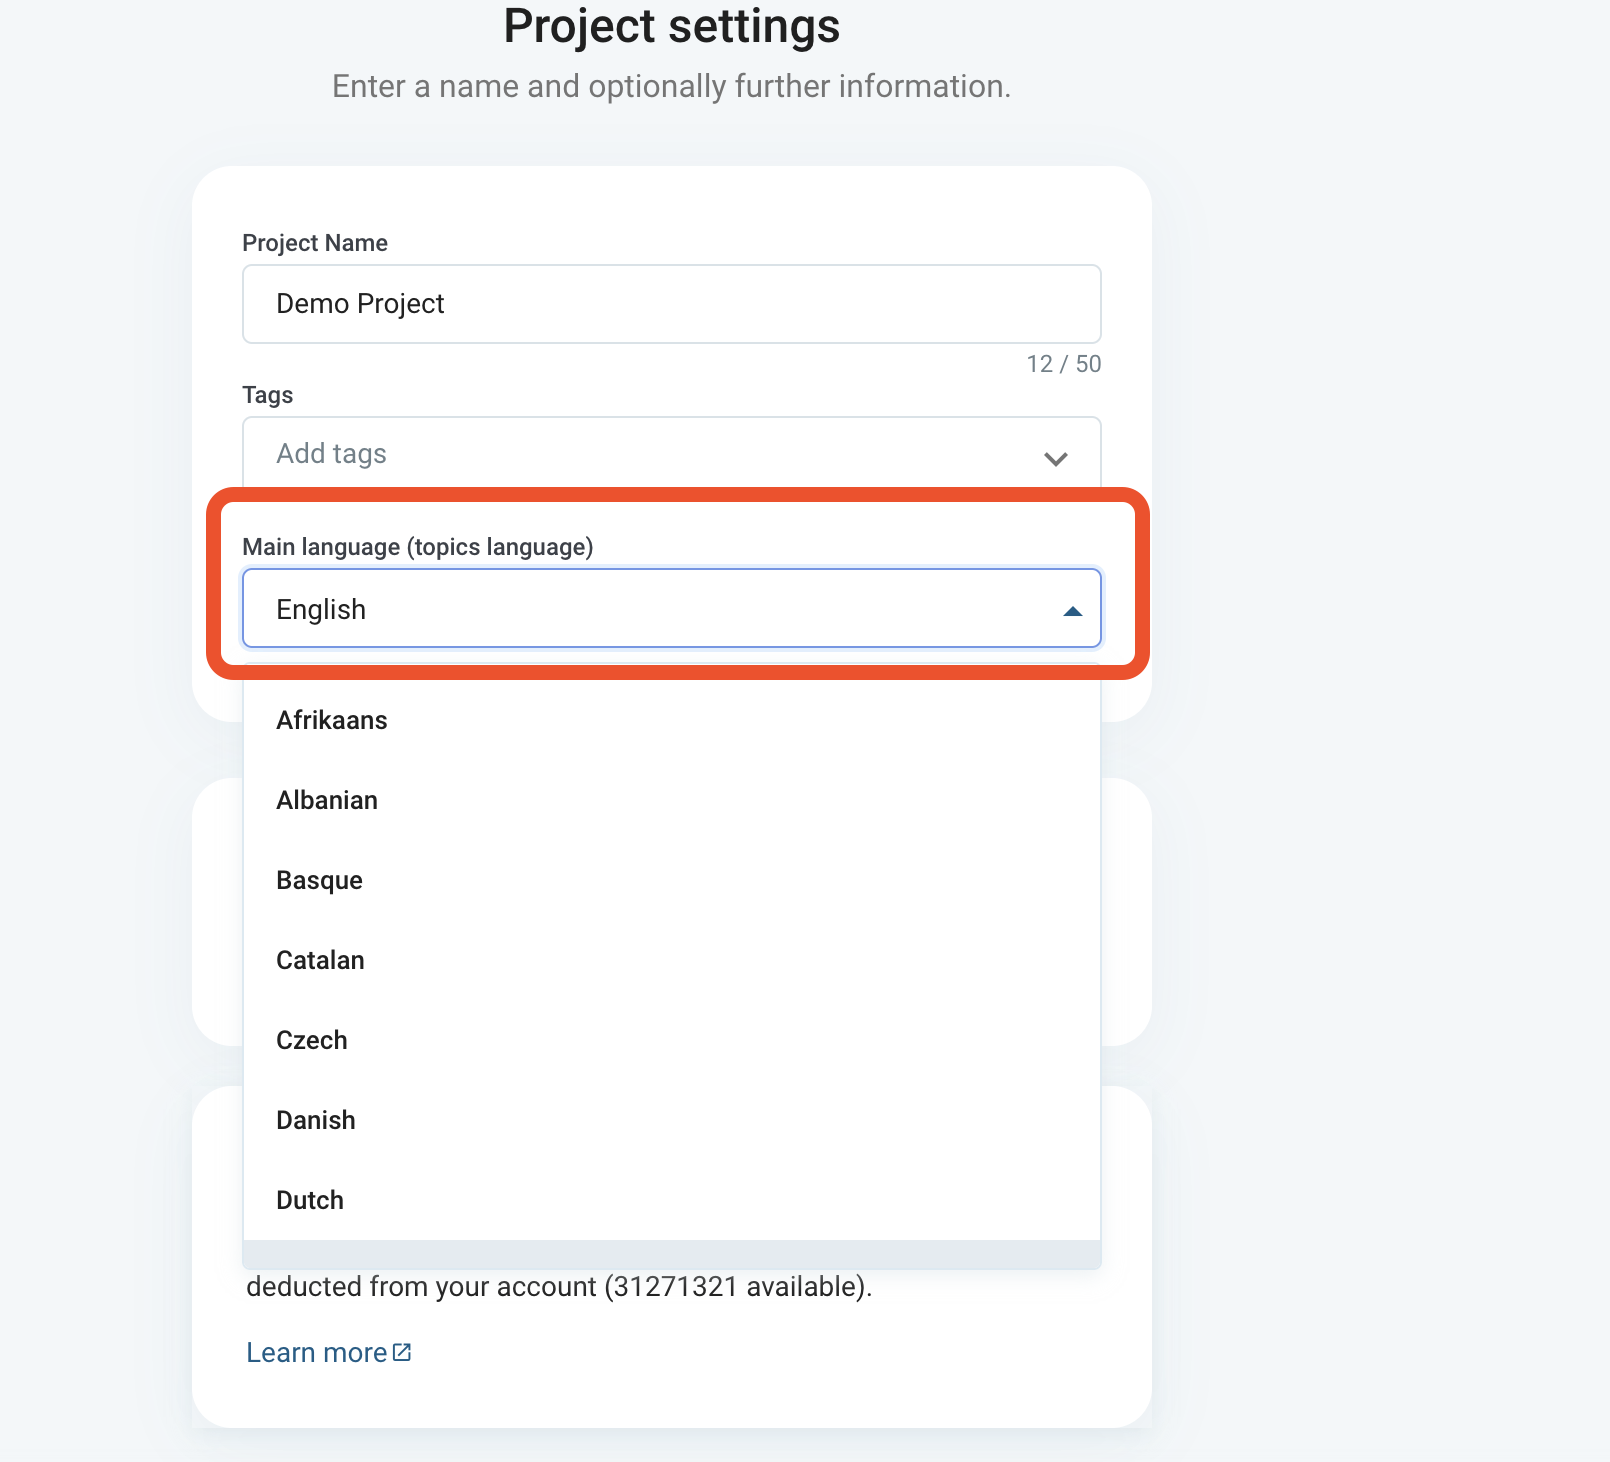 Project settings
Enter a name and optionally further information.
Project Name
Demo Project
12 / 50
Tags
Add tags
Main language (topics language)
English
Afrikaans
Albanian
Basque
Catalan
Czech
Danish
Dutch
deducted from your account (31271321 available).
Learn more